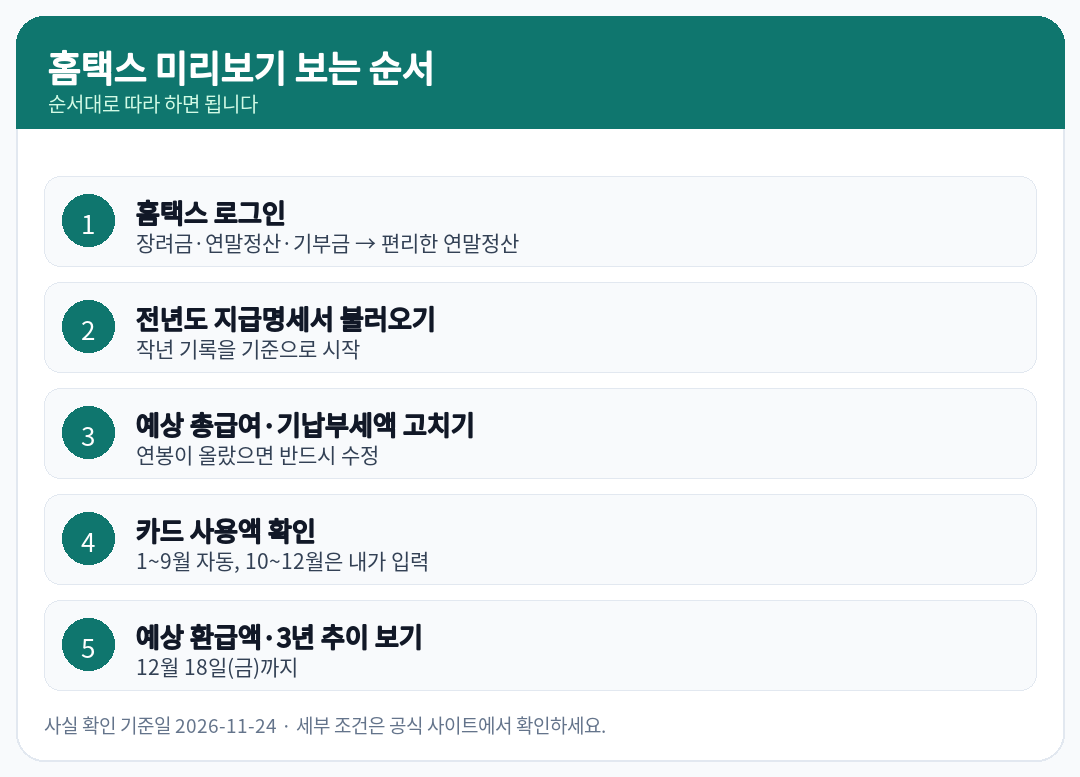 홈택스 미리보기 보는 순서
순서대로 따라 하면 됩니다
1
홈택스 로그인
장려금·연말정산·기부금 → 편리한 연말정산
2
전년도 지급명세서 불러오기
작년 기록을 기준으로 시작
3
예상 총급여·기납부세액 고치기
연봉이 올랐으면 반드시 수정
4
카드 사용액 확인
1~9월 자동, 10~12월은 내가 입력
5
예상 환급액·3년 추이 보기
12월 18일(금)까지
사실 확인 기준일 2026-11-24 · 세부 조건은 공식 사이트에서 확인하세요.